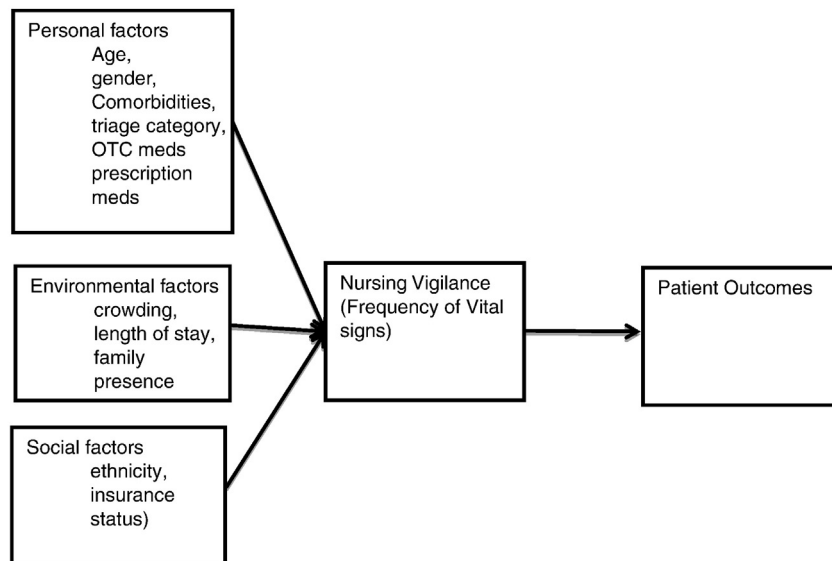 Personal factors
Age,
gender,
Comorbidities,
triage category,
OTC meds
prescription
meds
Environmental factors
crowding,
length of stay,
family
presence
Social factors
ethnicity,
insurance
status)
Nursing Vigilance
(Frequency of Vital
signs)
Patient Outcomes